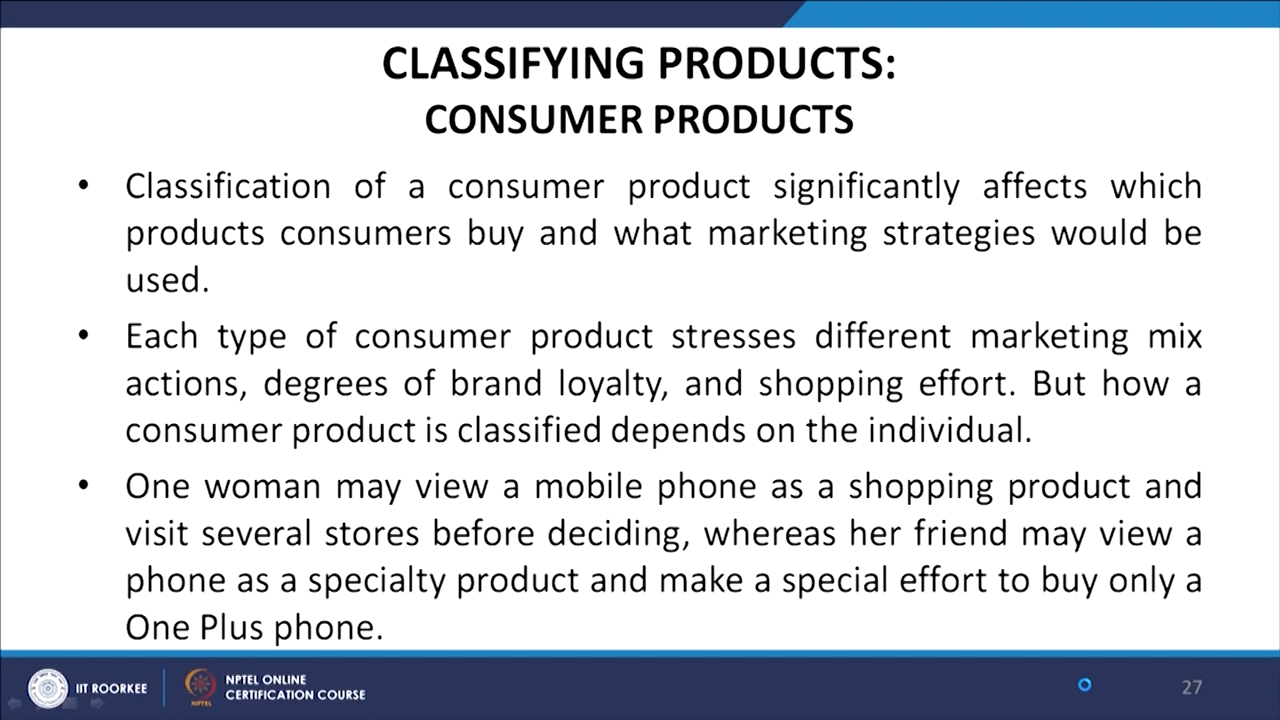 CLASSIFYING PRODUCTS:
CONSUMER PRODUCTS
• Classification of a consumer product significantly affects which
products consumers buy and what marketing strategies would be
used.
• Each type of consumer product stresses different marketing mix
actions, degrees of brand loyalty, and shopping effort. But how a
consumer product is classified depends on the individual.
• One woman may view a mobile phone as a shopping product and
visit several stores before deciding, whereas her friend may view a
phone as a specialty product and make a special effort to buy only a
One Plus phone.
IIT ROORKEE
NPTEL
NPTEL ONLINE
CERTIFICATION COURSE
27